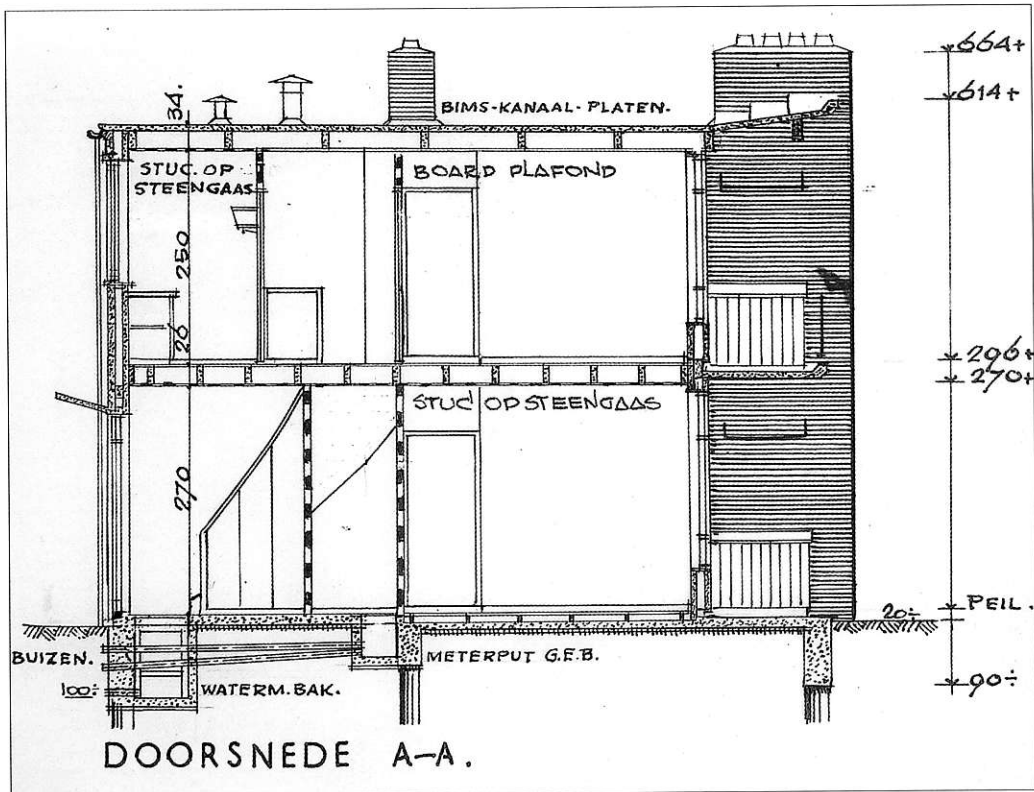 664+
614+
34.
BIMS-KANAAL-PLATEN.
STUC. OP
STEENGAAS
BOARD PLAFOND
250
26
296+
270+
STUC OP STEENGAAS
270
PEIL.
20÷
BUIZEN.
METERPUT G.E.B.
100÷
WATERM. BAK.
90÷
DOORSNEDE A-A.